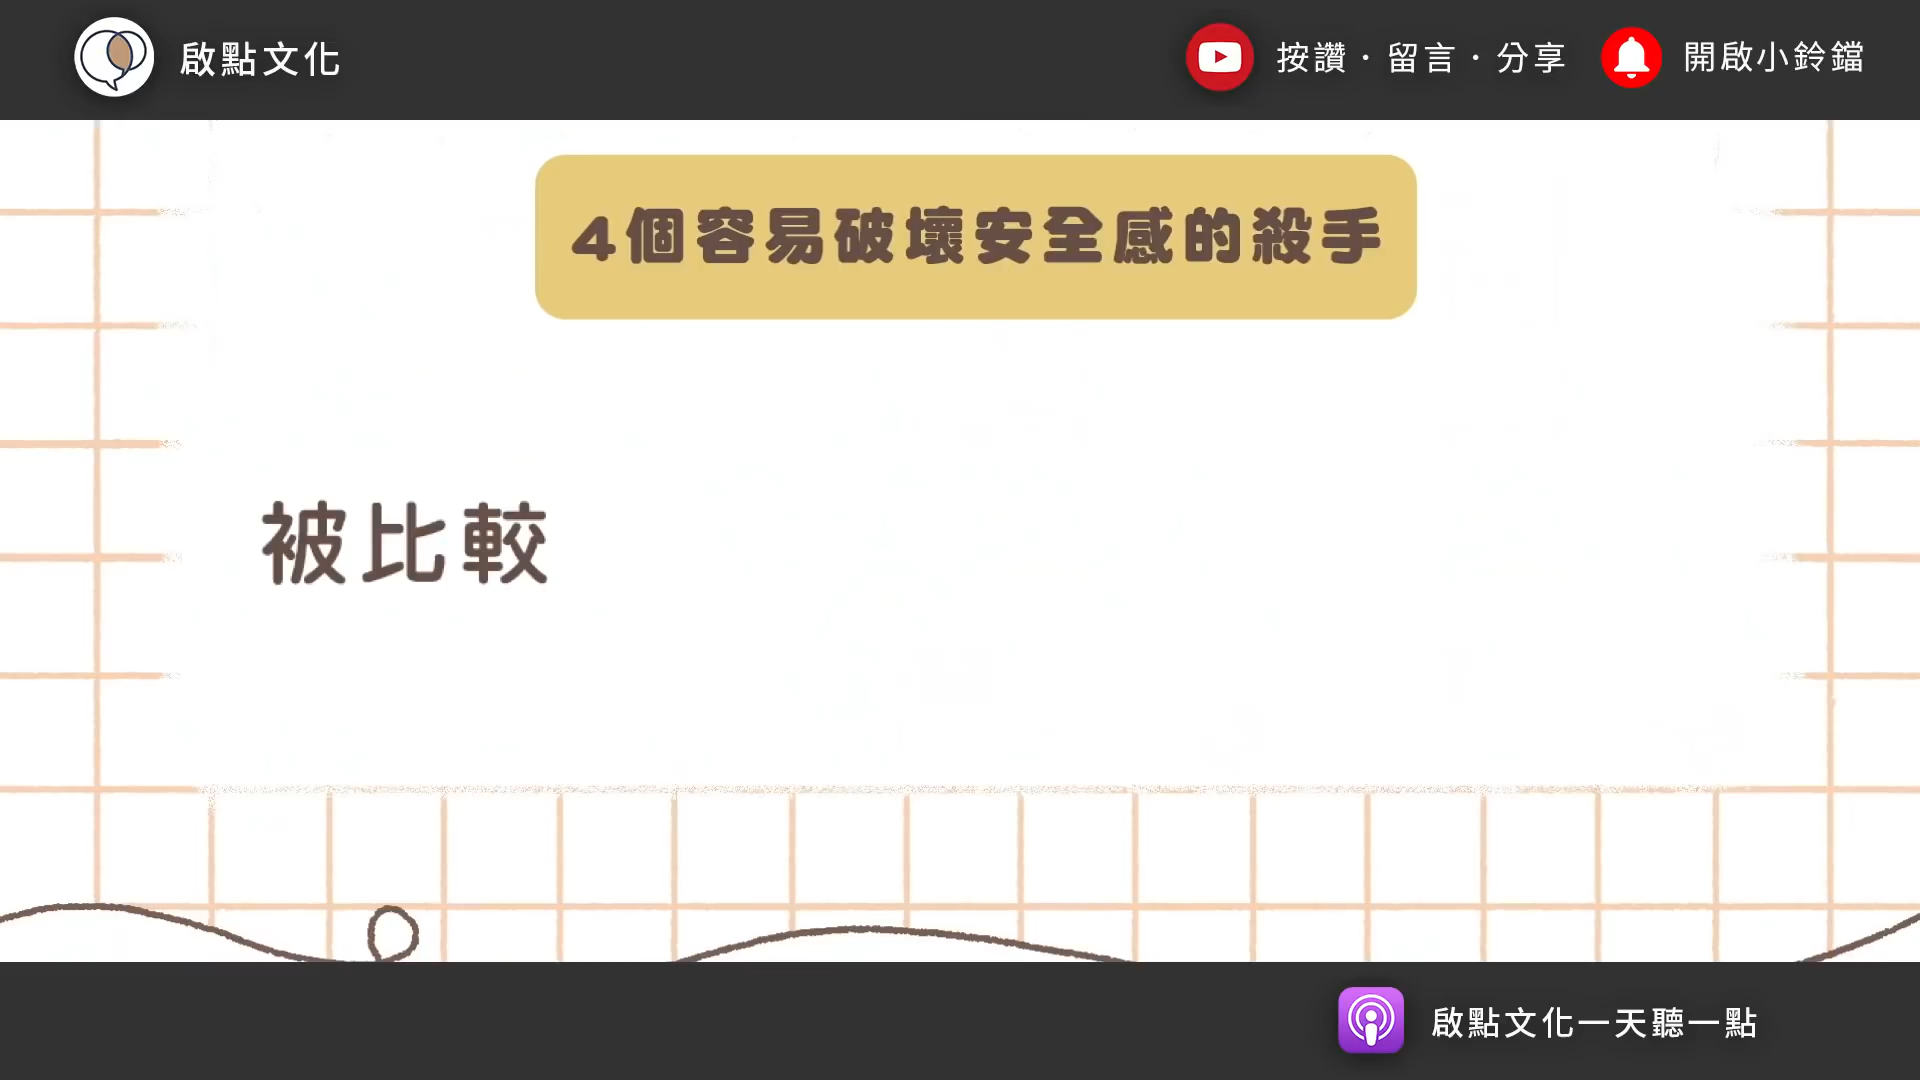 啟點文化
按讚・留言・分享
開啟小鈴鐺
4個容易破壞安全感的殺手
被比較
啟點文化一天聽一點